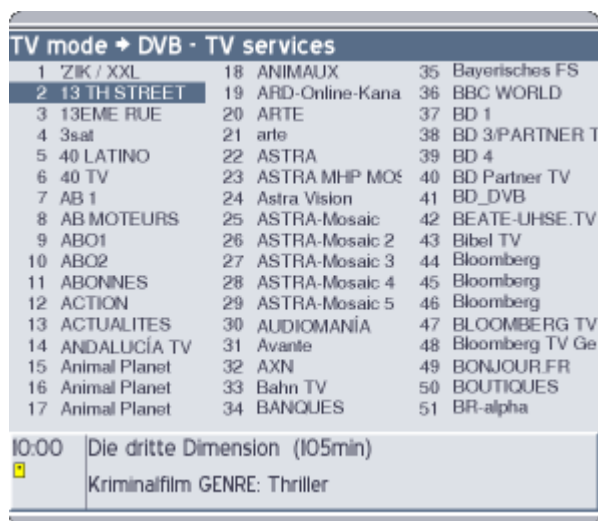 TV mode → DVB - TV services
1 'ZIK / XXL
2 13 TH STREET
3 13EME RUE
4 3sat
5 40 LATINO
6 40 TV
7 AB 1
8 AB MOTEURS
9 ABO1
10 ABO2
11 ABONNES
12 ACTION
13 ACTUALITES
14 ANDALUCÍA TV
15 Animal Planet
16 Animal Planet
17 Animal Planet
18 ANIMAUX
19 ARD-Online-Kana
20 ARTE
21 arte
22 ASTRA
23 ASTRA MHP MOS
24 Astra Vision
25 ASTRA-Mosaic
26 ASTRA-Mosaic 2
27 ASTRA-Mosaic 3
28 ASTRA-Mosaic 4
29 ASTRA-Mosaic 5
30 AUDIOMANÍA
31 Avante
32 AXN
33 Bahn TV
34 BANQUES
35 Bayerisches FS
36 BBC WORLD
37 BD 1
38 BD 3/PARTNER T
39 BD 4
40 BD Partner TV
41 BD_DVB
42 BEATE-UHSE.TV
43 Bibel TV
44 Bloomberg
45 Bloomberg
46 Bloomberg
47 BLOOMBERG TV
48 Bloomberg TV Ge
49 BONJOUR.FR
50 BOUTIQUES
51 BR-alpha
10:00 Die dritte Dimension (105min)
Kriminalfilm GENRE: Thriller